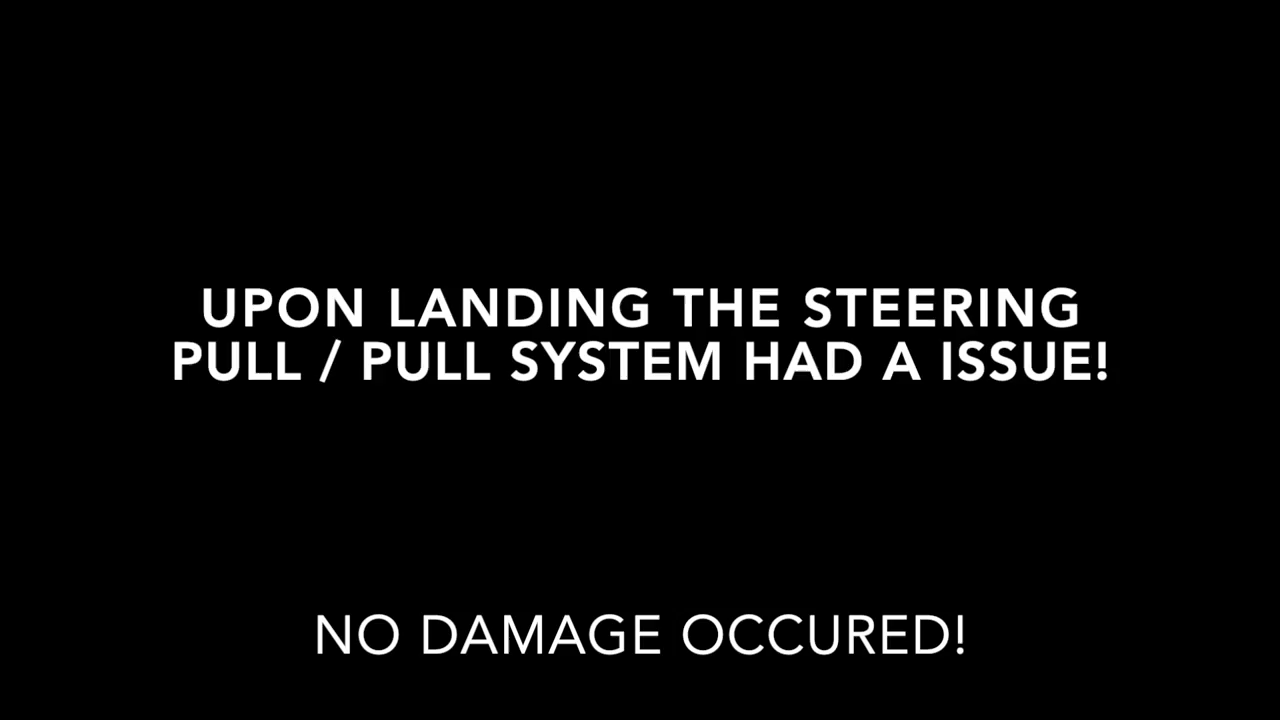 UPON LANDING THE STEERING
PULL / PULL SYSTEM HAD A ISSUE!
NO DAMAGE OCCURED!